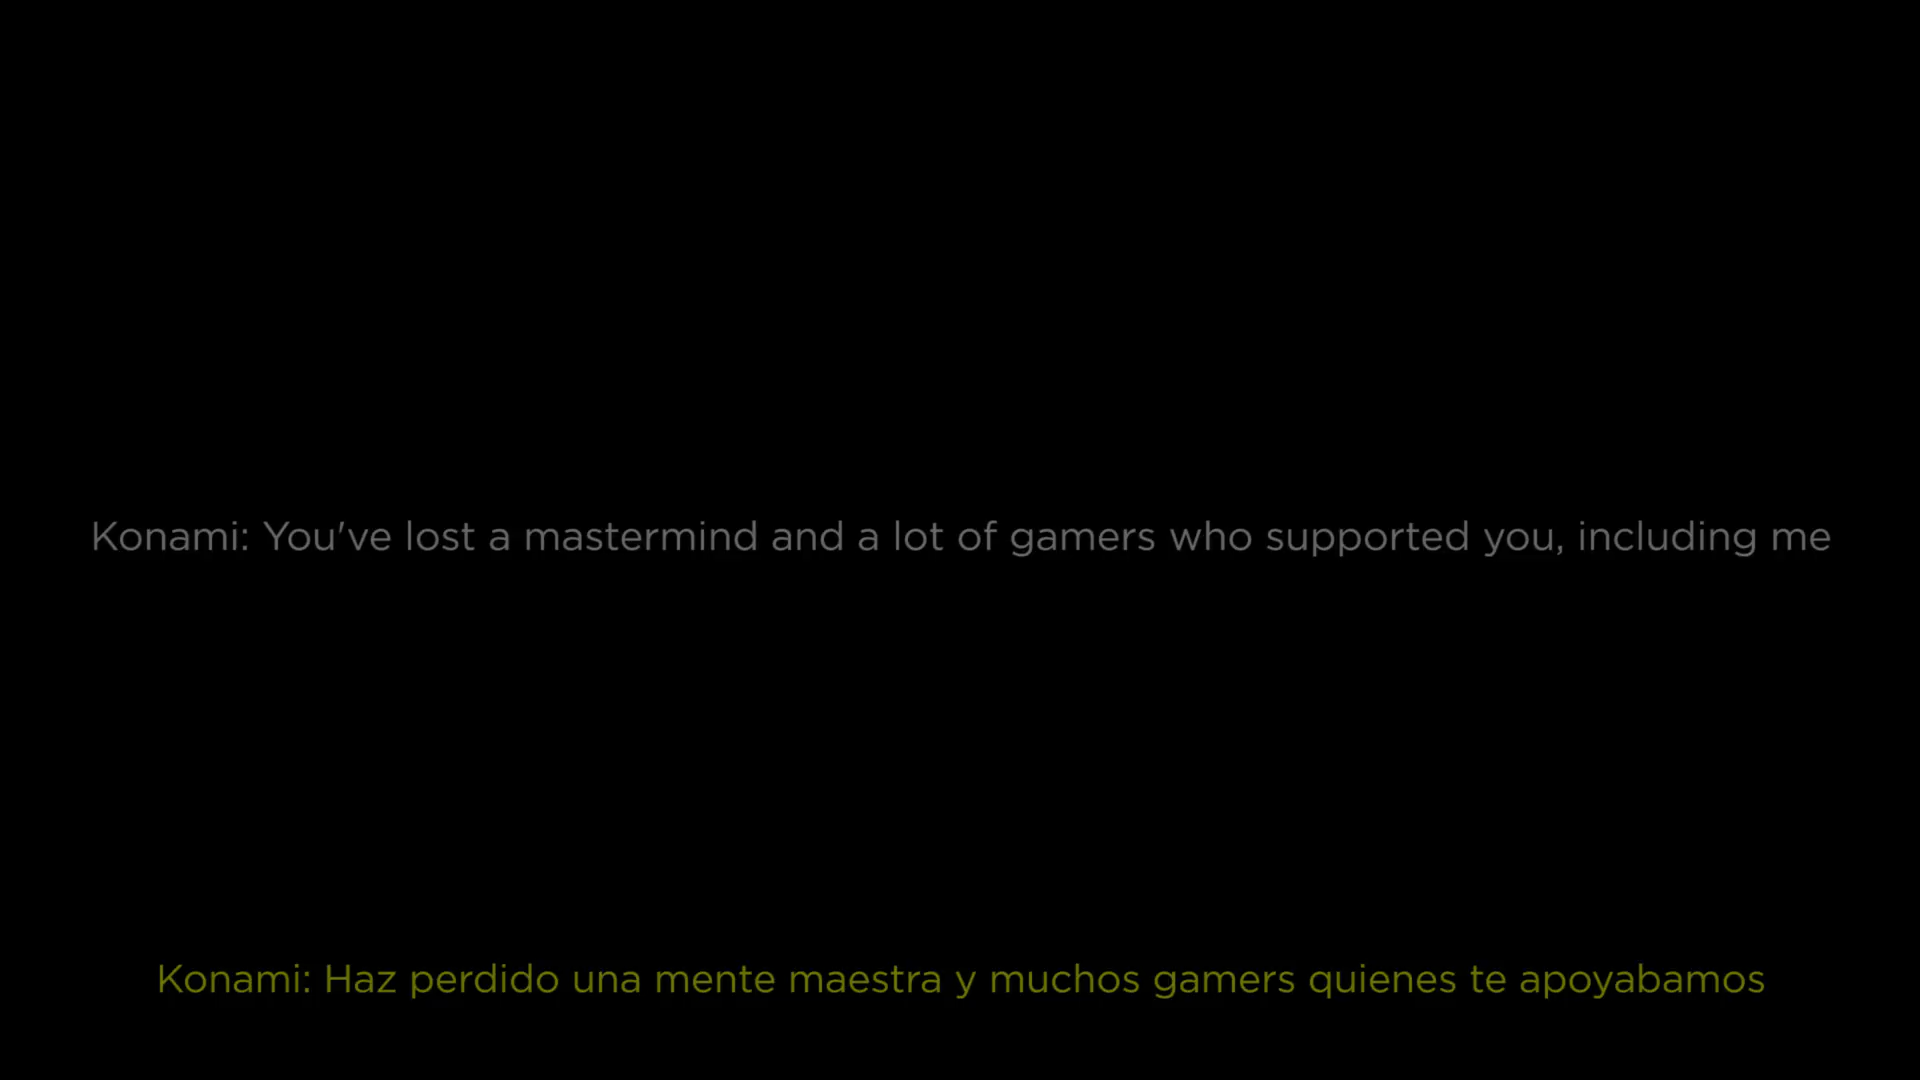 Konami: You've lost a mastermind and a lot of gamers who supported you, including me
Konami: Haz perdido una mente maestra y muchos gamers quienes te apoyabamos